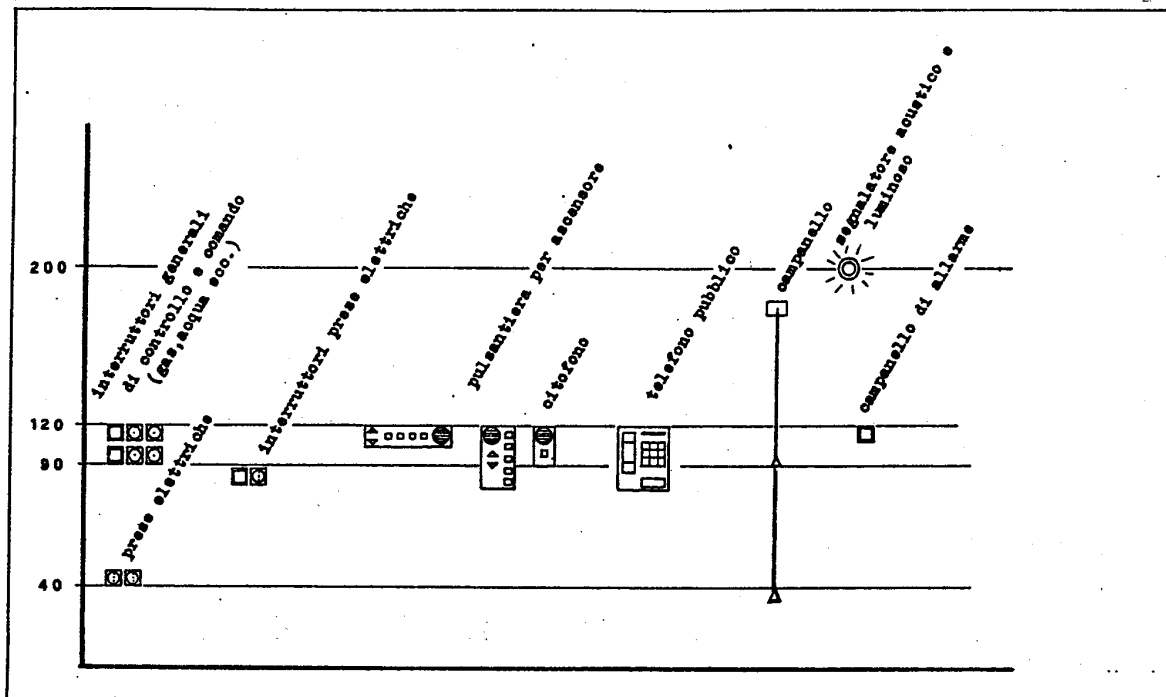 interruttori generali
di controllo e comando
(gas,acqua ecc.)
prese elettriche
interruttori prese elettriche
pulsantiera per ascensore
citofono
telefono pubblico
campanello
segnalatore acustico e
luminoso
campanello di allarme
200
120
90
40